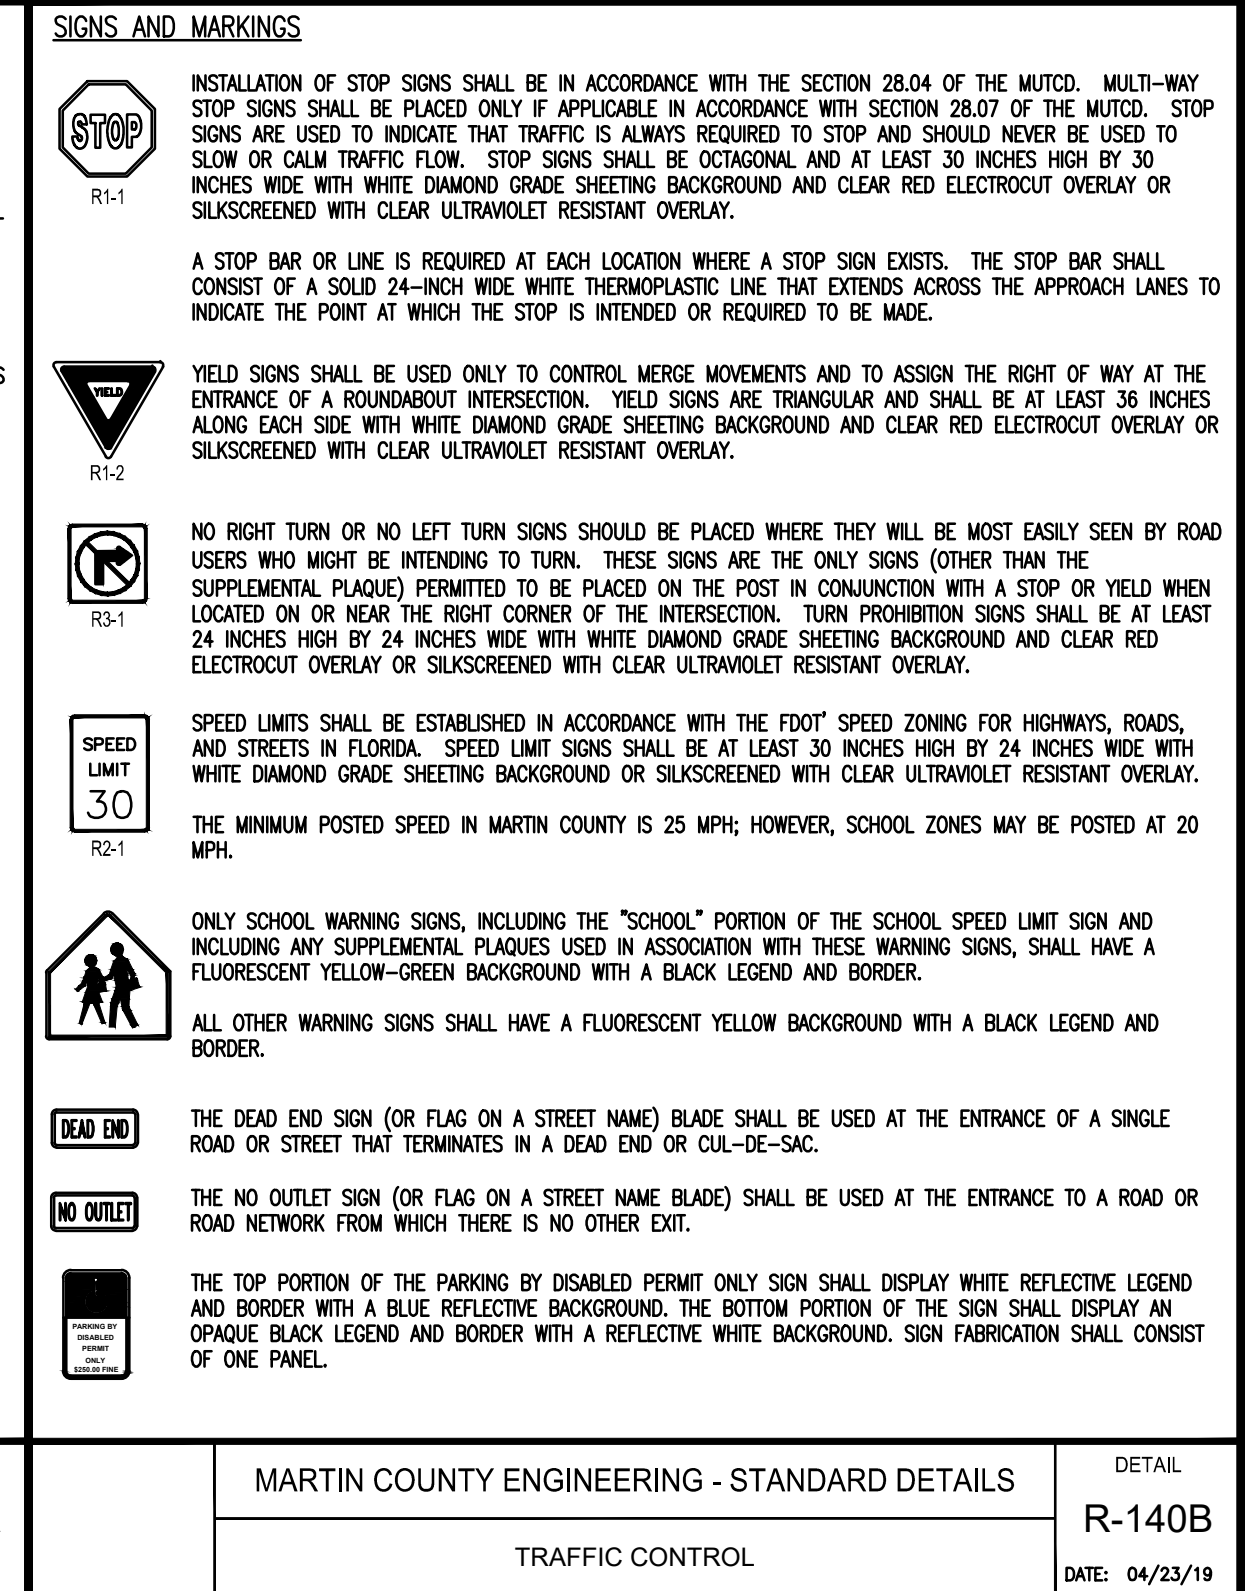 SIGNS AND MARKINGS
STOP
R1-1
INSTALLATION OF STOP SIGNS SHALL BE IN ACCORDANCE WITH THE SECTION 28.04 OF THE MUTCD. MULTI-WAY
STOP SIGNS SHALL BE PLACED ONLY IF APPLICABLE IN ACCORDANCE WITH SECTION 28.07 OF THE MUTCD. STOP
SIGNS ARE USED TO INDICATE THAT TRAFFIC IS ALWAYS REQUIRED TO STOP AND SHOULD NEVER BE USED TO
SLOW OR CALM TRAFFIC FLOW. STOP SIGNS SHALL BE OCTAGONAL AND AT LEAST 30 INCHES HIGH BY 30
INCHES WIDE WITH WHITE DIAMOND GRADE SHEETING BACKGROUND AND CLEAR RED ELECTROCUT OVERLAY OR
SILKSCREENED WITH CLEAR ULTRAVIOLET RESISTANT OVERLAY.
A STOP BAR OR LINE IS REQUIRED AT EACH LOCATION WHERE A STOP SIGN EXISTS. THE STOP BAR SHALL
CONSIST OF A SOLID 24-INCH WIDE WHITE THERMOPLASTIC LINE THAT EXTENDS ACROSS THE APPROACH LANES TO
INDICATE THE POINT AT WHICH THE STOP IS INTENDED OR REQUIRED TO BE MADE.
S
YIELD
R1-2
YIELD SIGNS SHALL BE USED ONLY TO CONTROL MERGE MOVEMENTS AND TO ASSIGN THE RIGHT OF WAY AT THE
ENTRANCE OF A ROUNDABOUT INTERSECTION. YIELD SIGNS ARE TRIANGULAR AND SHALL BE AT LEAST 36 INCHES
ALONG EACH SIDE WITH WHITE DIAMOND GRADE SHEETING BACKGROUND AND CLEAR RED ELECTROCUT OVERLAY OR
SILKSCREENED WITH CLEAR ULTRAVIOLET RESISTANT OVERLAY.
R3-1
NO RIGHT TURN OR NO LEFT TURN SIGNS SHOULD BE PLACED WHERE THEY WILL BE MOST EASILY SEEN BY ROAD
USERS WHO MIGHT BE INTENDING TO TURN. THESE SIGNS ARE THE ONLY SIGNS (OTHER THAN THE
SUPPLEMENTAL PLAQUE) PERMITTED TO BE PLACED ON THE POST IN CONJUNCTION WITH A STOP OR YIELD WHEN
LOCATED ON OR NEAR THE RIGHT CORNER OF THE INTERSECTION. TURN PROHIBITION SIGNS SHALL BE AT LEAST
24 INCHES HIGH BY 24 INCHES WIDE WITH WHITE DIAMOND GRADE SHEETING BACKGROUND AND CLEAR RED
ELECTROCUT OVERLAY OR SILKSCREENED WITH CLEAR ULTRAVIOLET RESISTANT OVERLAY.
SPEED
LIMIT
30
R2-1
SPEED LIMITS SHALL BE ESTABLISHED IN ACCORDANCE WITH THE FDOT' SPEED ZONING FOR HIGHWAYS, ROADS,
AND STREETS IN FLORIDA. SPEED LIMIT SIGNS SHALL BE AT LEAST 30 INCHES HIGH BY 24 INCHES WIDE WITH
WHITE DIAMOND GRADE SHEETING BACKGROUND OR SILKSCREENED WITH CLEAR ULTRAVIOLET RESISTANT OVERLAY.
THE MINIMUM POSTED SPEED IN MARTIN COUNTY IS 25 MPH; HOWEVER, SCHOOL ZONES MAY BE POSTED AT 20
MPH.
ONLY SCHOOL WARNING SIGNS, INCLUDING THE "SCHOOL" PORTION OF THE SCHOOL SPEED LIMIT SIGN AND
INCLUDING ANY SUPPLEMENTAL PLAQUES USED IN ASSOCIATION WITH THESE WARNING SIGNS, SHALL HAVE A
FLUORESCENT YELLOW-GREEN BACKGROUND WITH A BLACK LEGEND AND BORDER.
ALL OTHER WARNING SIGNS SHALL HAVE A FLUORESCENT YELLOW BACKGROUND WITH A BLACK LEGEND AND
BORDER.
DEAD END
THE DEAD END SIGN (OR FLAG ON A STREET NAME) BLADE SHALL BE USED AT THE ENTRANCE OF A SINGLE
ROAD OR STREET THAT TERMINATES IN A DEAD END OR CUL-DE-SAC.
NO OUTLET
THE NO OUTLET SIGN (OR FLAG ON A STREET NAME BLADE) SHALL BE USED AT THE ENTRANCE TO A ROAD OR
ROAD NETWORK FROM WHICH THERE IS NO OTHER EXIT.
PARKING BY
DISABLED
PERMIT
ONLY
$250.00 FINE
THE TOP PORTION OF THE PARKING BY DISABLED PERMIT ONLY SIGN SHALL DISPLAY WHITE REFLECTIVE LEGEND
AND BORDER WITH A BLUE REFLECTIVE BACKGROUND. THE BOTTOM PORTION OF THE SIGN SHALL DISPLAY AN
OPAQUE BLACK LEGEND AND BORDER WITH A REFLECTIVE WHITE BACKGROUND. SIGN FABRICATION SHALL CONSIST
OF ONE PANEL.
MARTIN COUNTY ENGINEERING - STANDARD DETAILS
TRAFFIC CONTROL
DETAIL
R-140B
DATE: 04/23/19